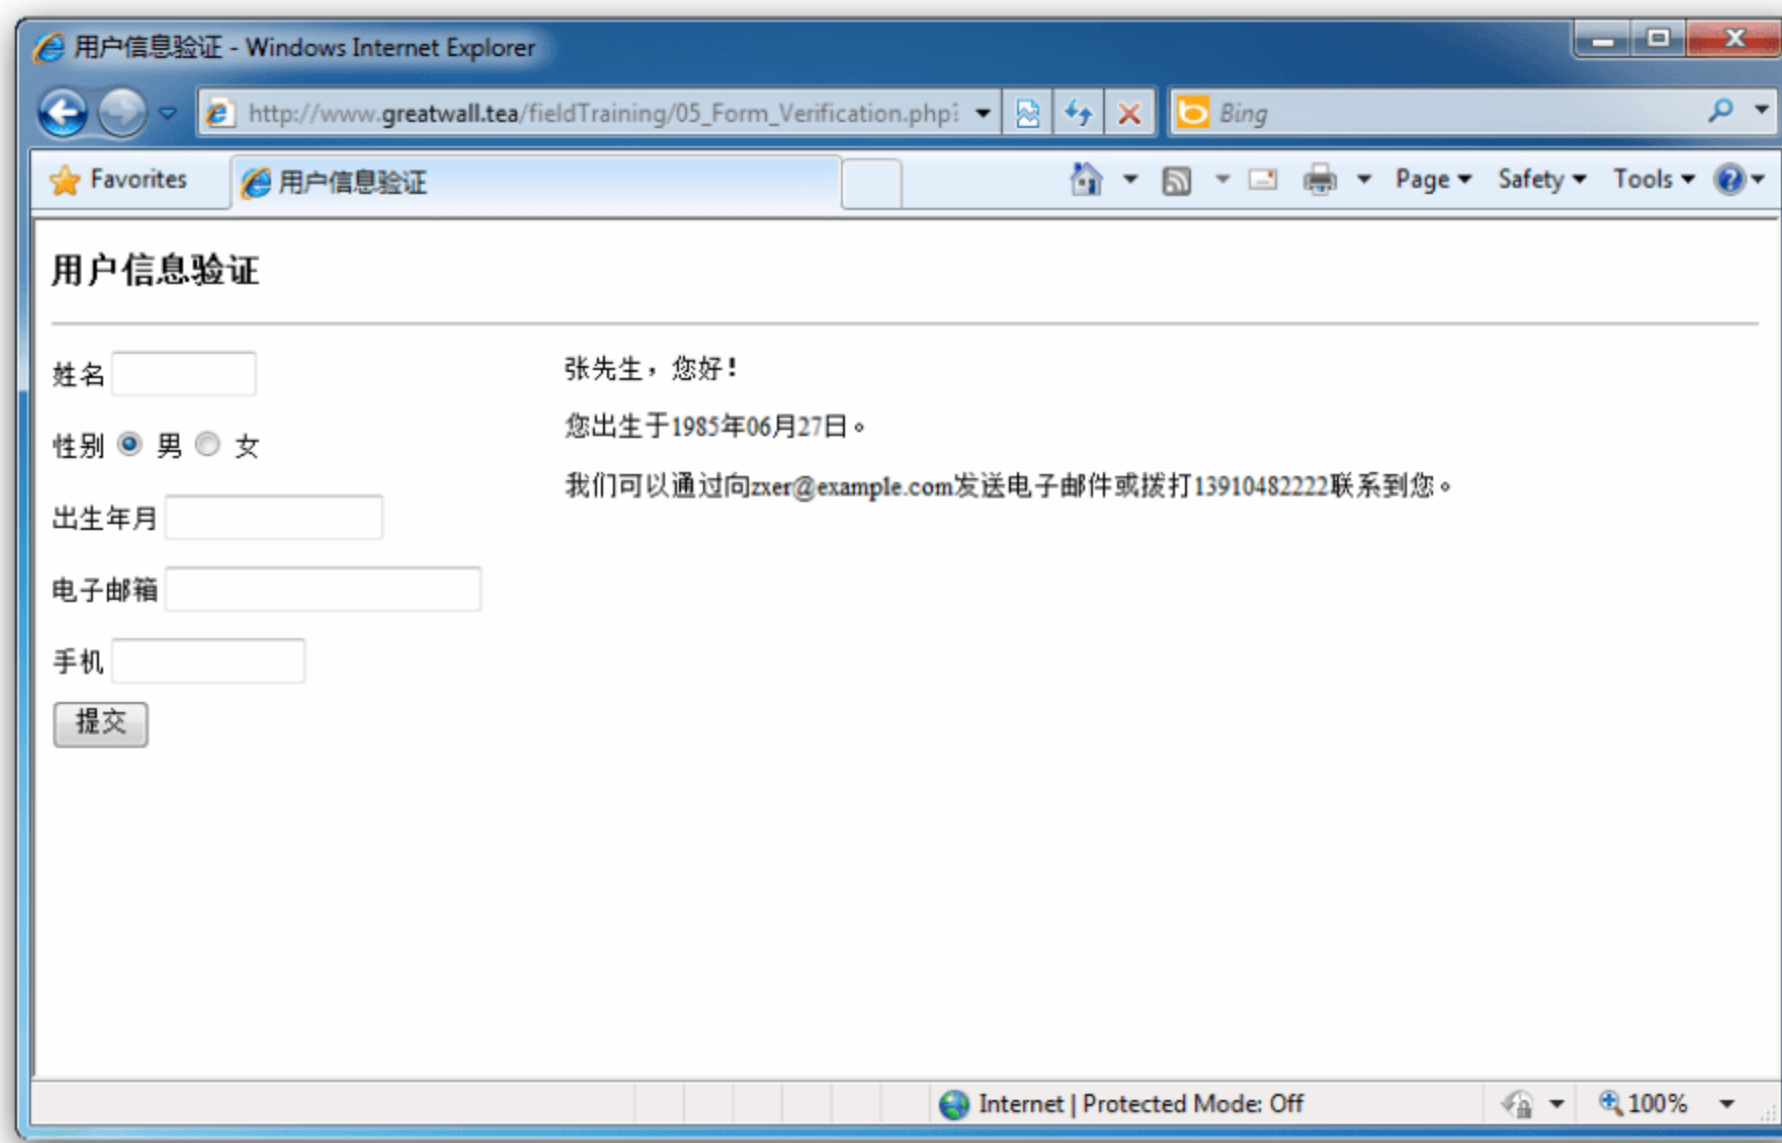 用户信息验证 - Windows Internet Explorer
http://www.greatwall.tea/fieldTraining/05_Form_Verification.php
Bing
Favorites
用户信息验证
Page
Safety
Tools
用户信息验证
姓名
张先生，您好！
您出生于1985年06月27日。
性别 男 女
我们可以通过向zxer@example.com发送电子邮件或拨打13910482222联系到您。
出生年月
电子邮箱
手机
提交
Internet | Protected Mode: Off
100%